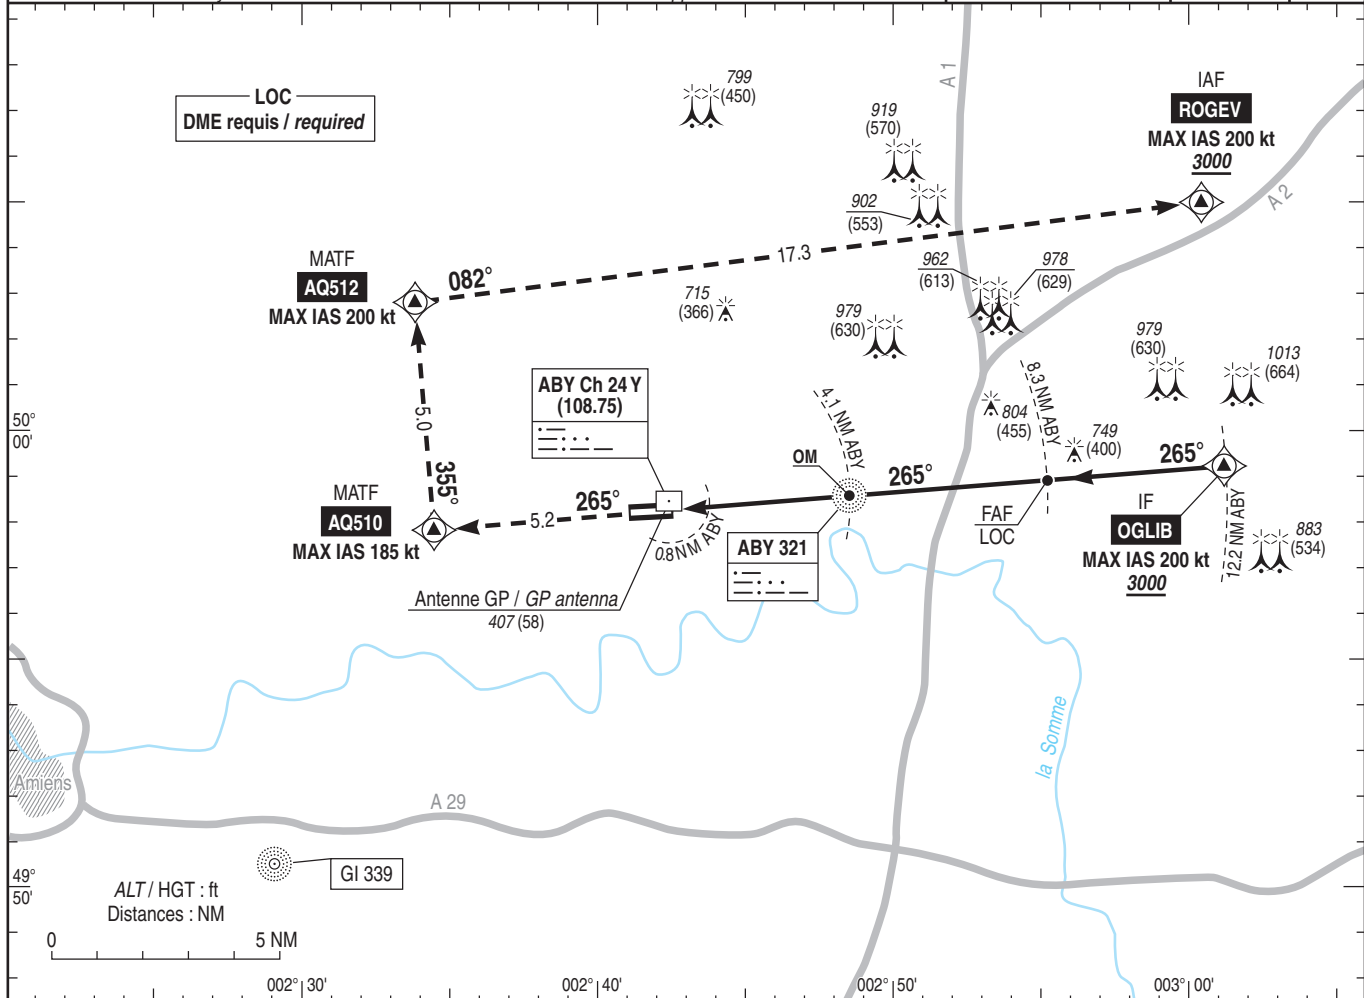 LOC
DME requis / required
799
(450)
919
(570)
902
(553)
A 1
IAF
ROGEV
MAX IAS 200 kt
3000
A 2
MATF
AQ512
MAX IAS 200 kt
082°
17.3
962
(613)
978
(629)
715
(366)
979
(630)
979
(630)
1013
(664)
ABY Ch 24 Y
(108.75)
5.0
355°
4.1 NM ABY
8.3 NM ABY
804
(455)
749
(400)
50°
00'
OM
265°
265°
265°
MATF
AQ510
MAX IAS 185 kt
5.2
0.8 NM ABY
ABY 321
FAF
LOC
IF
OGLIB
MAX IAS 200 kt
3000
12.2 NM ABY
883
(534)
Antenne GP / GP antenna
407 (58)
la Somme
Amiens
A 29
GI 339
49°
50'
ALT / HGT : ft
Distances : NM
0 5 NM
002° 30' 002° 40' 002° 50' 003° 00'